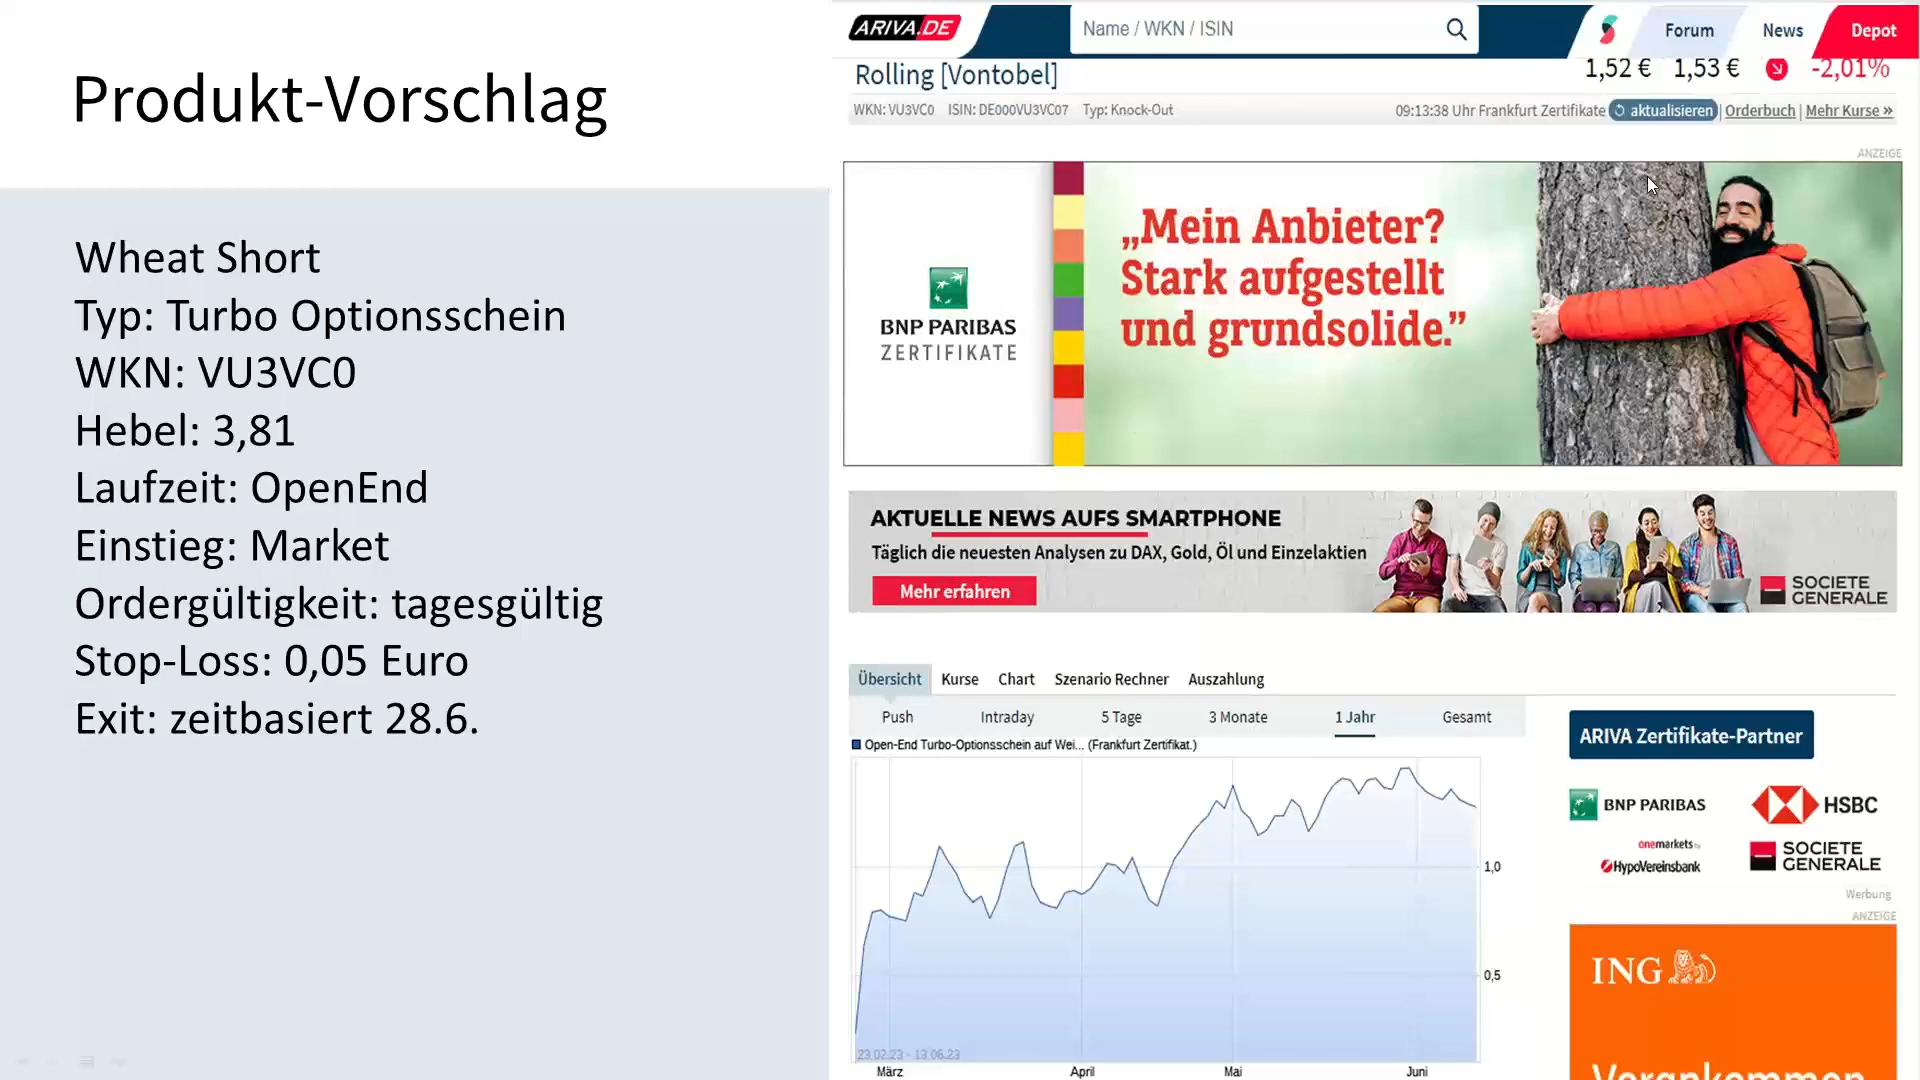 Produkt-Vorschlag
Wheat Short
Typ: Turbo Optionsschein
WKN: VU3VC0
Hebel: 3,81
Laufzeit: OpenEnd
Einstieg: Market
Ordergültigkeit: tagesgültig
Stop-Loss: 0,05 Euro
Exit: zeitbasiert 28.6.
ARIVA.DE
Name / WKN / ISIN
Forum
News
Depot
Rolling [Vontobel]
1,52 € 1,53 € -2,01%
WKN: VU3VC0 ISIN: DE000VU3VC07 Typ: Knock-Out
09:13:38 Uhr Frankfurt Zertifikate aktualisieren | Orderbuch | Mehr Kurse »
ANZEIGE
BNP PARIBAS
ZERTIFIKATE
„Mein Anbieter?
Stark aufgestellt
und grundsolide.”
AKTUELLE NEWS AUFS SMARTPHONE
Täglich die neuesten Analysen zu DAX, Gold, Öl und Einzelaktien
Mehr erfahren
SOCIETE
GENERALE
Übersicht Kurse Chart Szenario Rechner Auszahlung
Push Intraday 5 Tage 3 Monate 1 Jahr Gesamt
Open-End Turbo-Optionsschein auf Wei... (Frankfurt Zertifikat.)
1,0
0,5
23.02.23 - 13.06.23
März April Mai Juni
ARIVA Zertifikate-Partner
BNP PARIBAS
HSBC
onemarkets by
HypoVereinsbank
SOCIETE
GENERALE
Werbung
ANZEIGE
ING